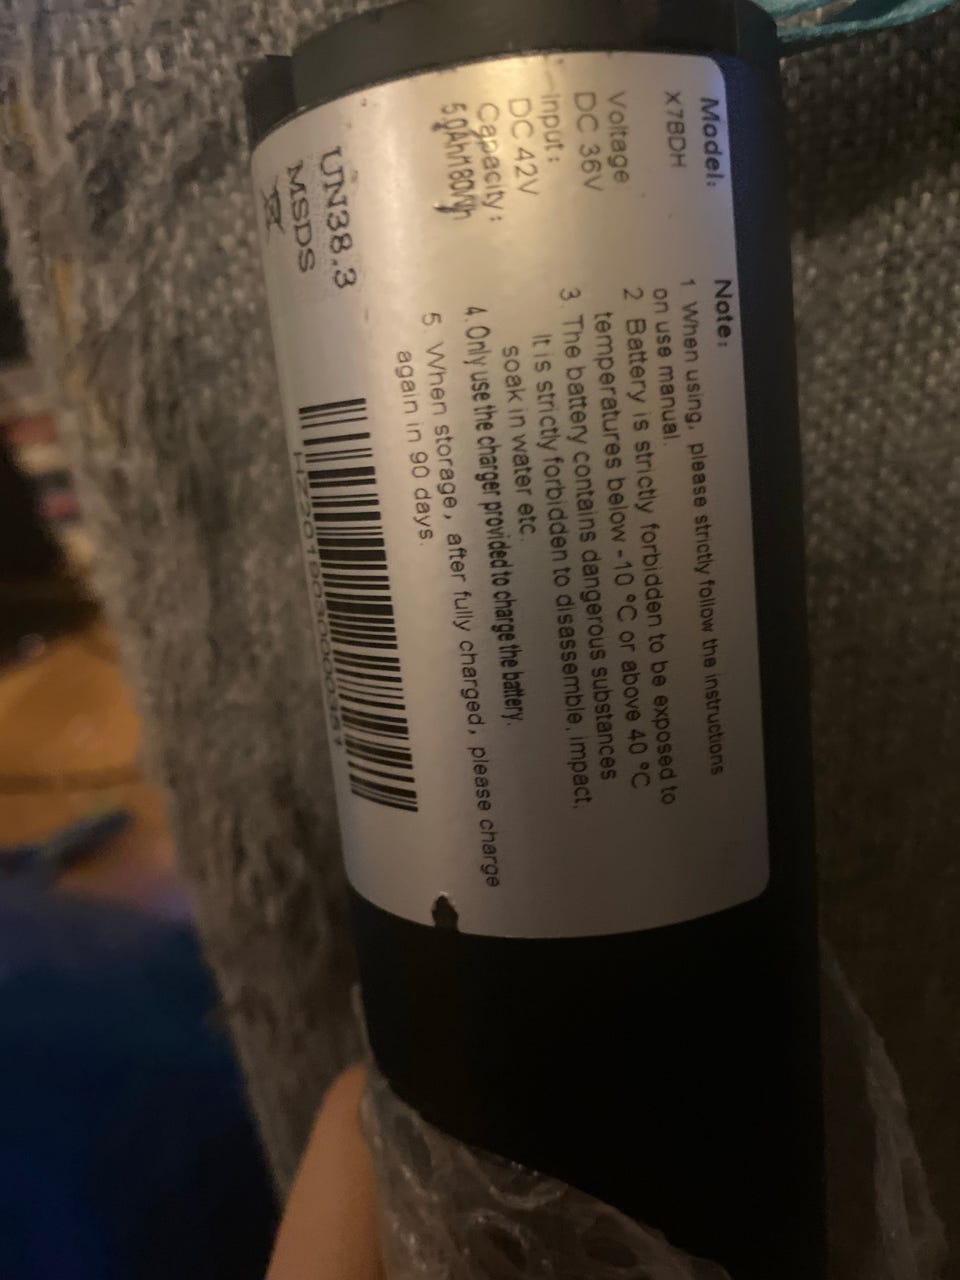 Model:
X7BDH
Voltage
DC 36V
Input:
DC 42V
Capacity:
5.0Ah/180Wh
UN38.3
MSDS
Note:
1 When using, please strictly follow the instructions
on use manual.
2 Battery is strictly forbidden to be exposed to
temperatures below -10 °C or above 40 °C
3. The battery contains dangerous substances
It is strictly forbidden to disassemble, impact,
soak in water etc.
4. Only use the charger provided to charge the battery.
5. When storage, after fully charged, please charge
again in 90 days.